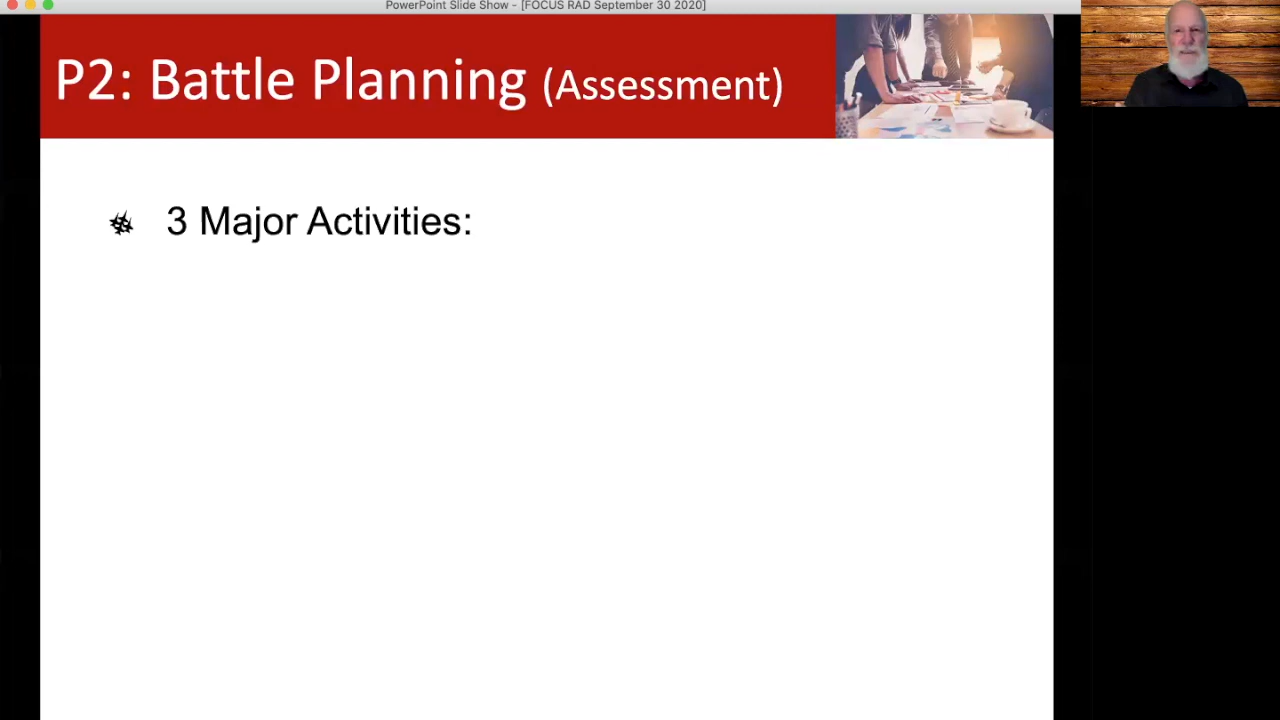 PowerPoint Slide Show - [FOCUS RAD September 30 2020]
P2: Battle Planning (Assessment)
3 Major Activities: